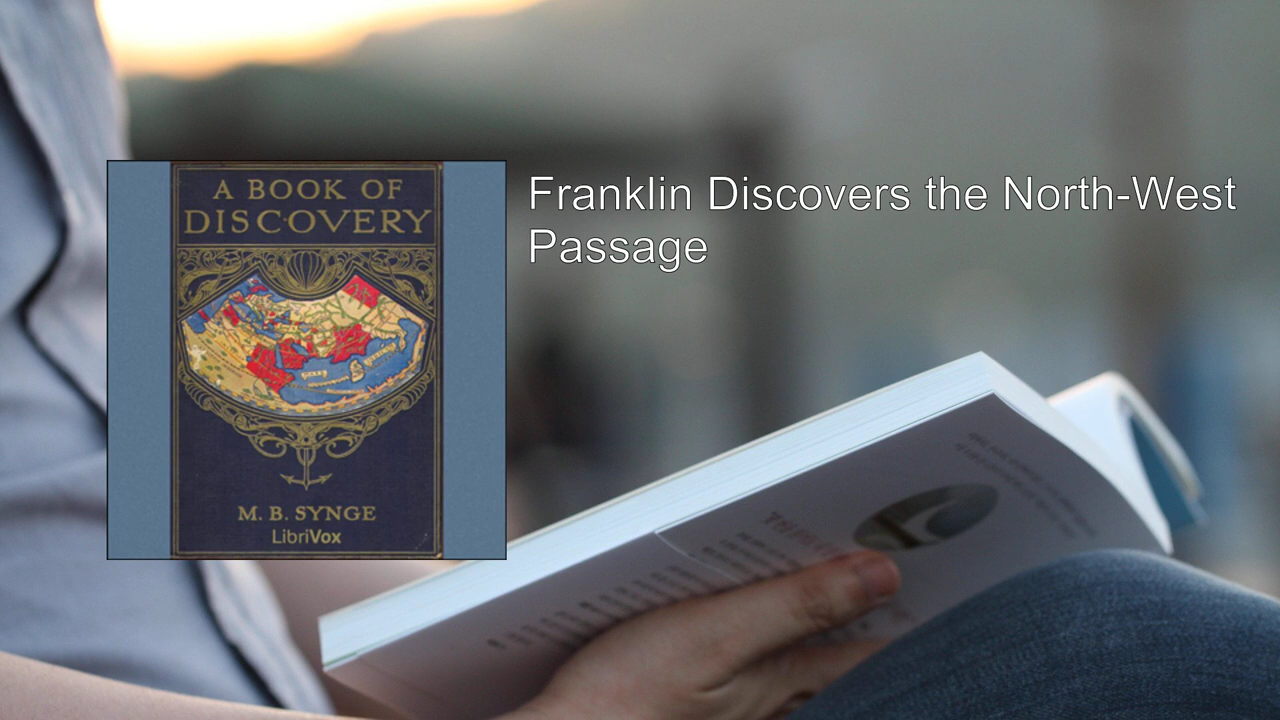 A BOOK OF
DISCOVERY
M. B. SYNGE
LibriVox
Franklin Discovers the North-West
Passage